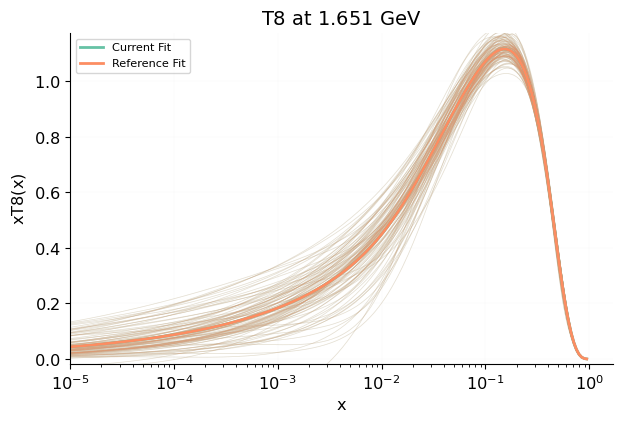 T8 at 1.651 GeV
Current Fit
Reference Fit
xT8(x)
1.0
0.8
0.6
0.4
0.2
0.0
10⁻⁵ 10⁻⁴ 10⁻³ 10⁻² 10⁻¹ 10⁰
x